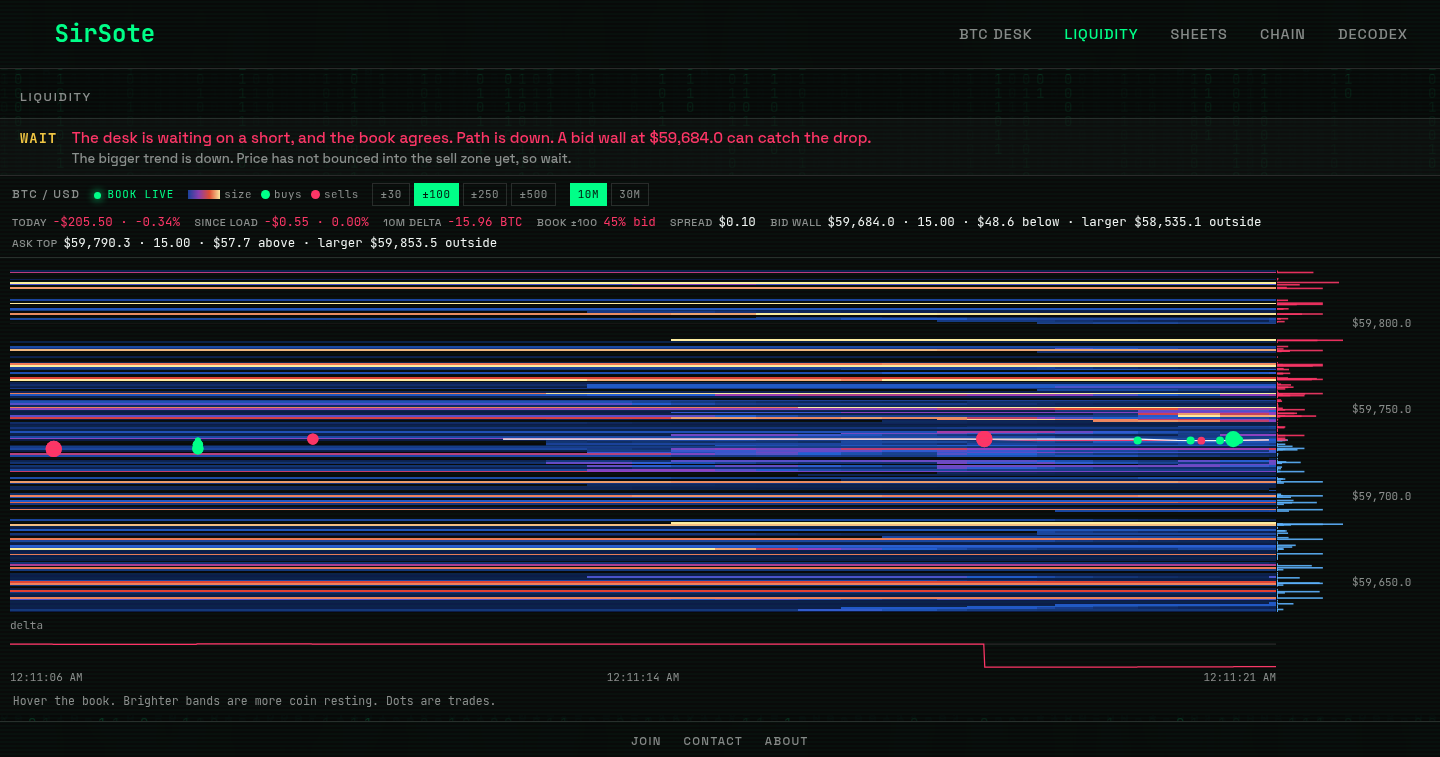 SirSote
BTC DESK LIQUIDITY SHEETS CHAIN DECODEX
LIQUIDITY
WAIT The desk is waiting on a short, and the book agrees. Path is down. A bid wall at $59,684.0 can catch the drop.
The bigger trend is down. Price has not bounced into the sell zone yet, so wait.
BTC / USD BOOK LIVE size buys sells ±30 ±100 ±250 ±500 10M 30M
TODAY -$205.50 · -0.34% SINCE LOAD -$0.55 · 0.00% 10M DELTA -15.96 BTC BOOK ±100 45% bid SPREAD $0.10 BID WALL $59,684.0 · 15.00 · $48.6 below · larger $58,535.1 outside
ASK TOP $59,790.3 · 15.00 · $57.7 above · larger $59,853.5 outside
$59,800.0
$59,750.0
$59,700.0
$59,650.0
delta
12:11:06 AM 12:11:14 AM 12:11:21 AM
Hover the book. Brighter bands are more coin resting. Dots are trades.
JOIN CONTACT ABOUT